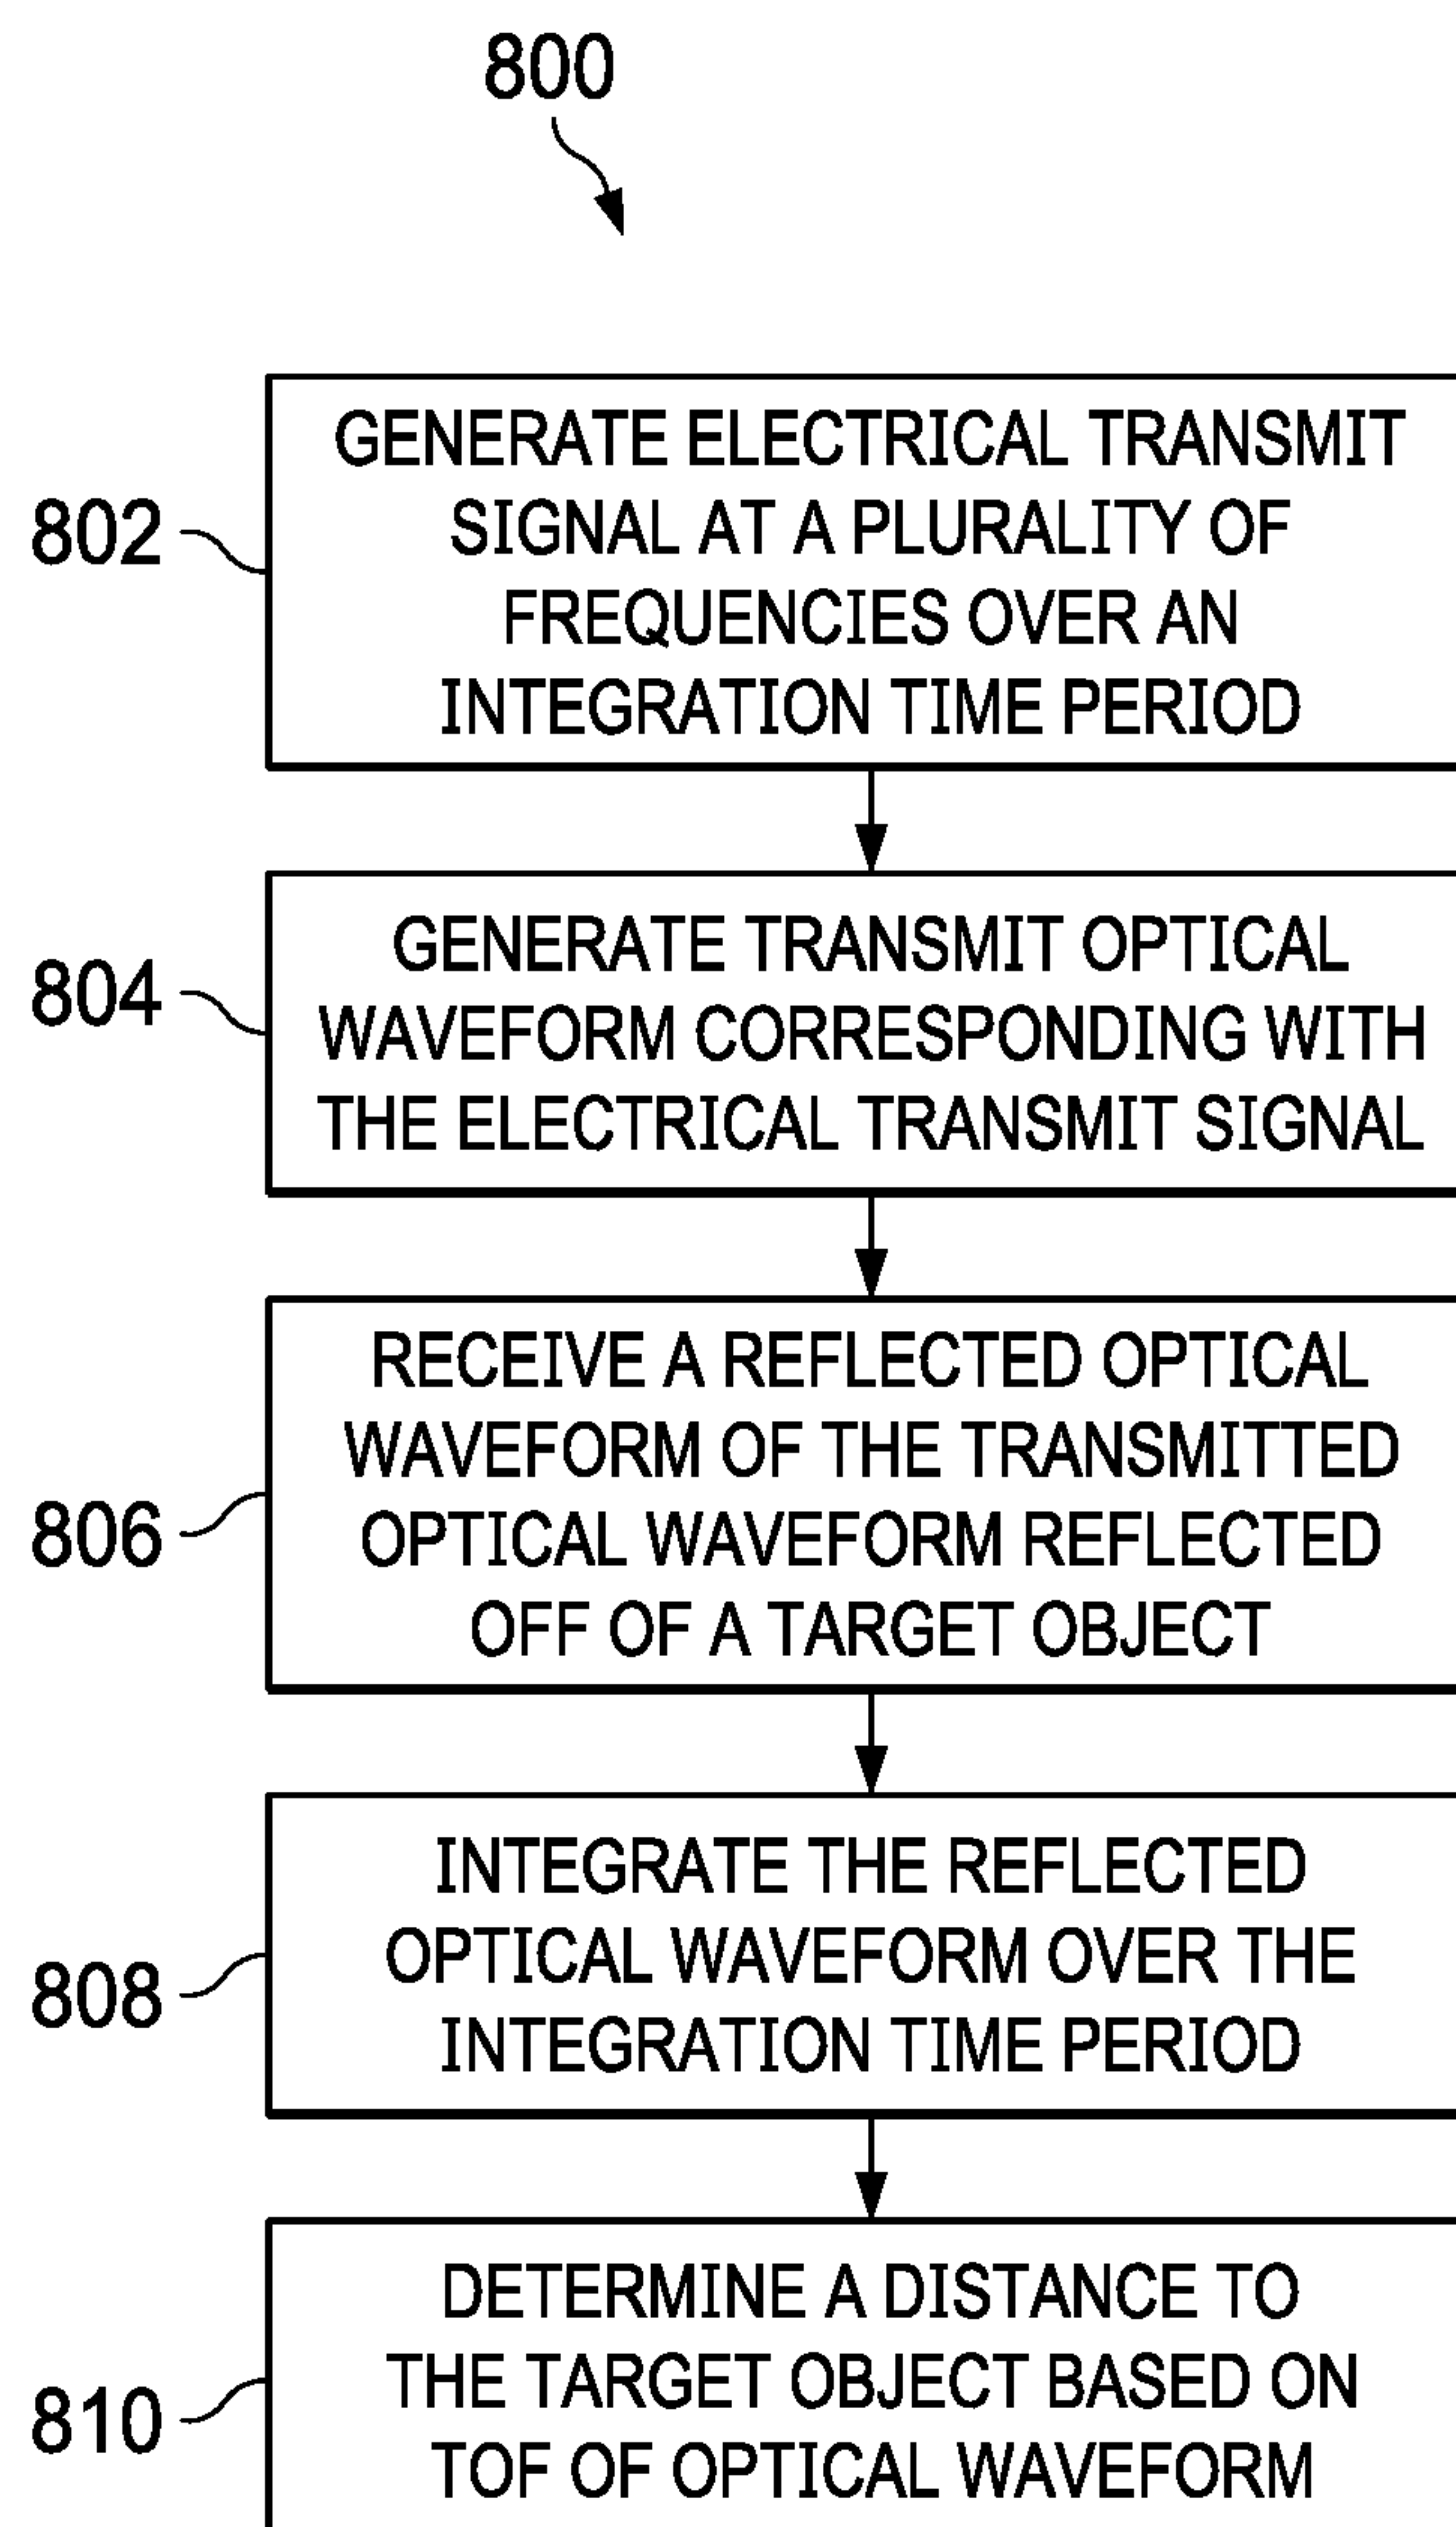 800
802
GENERATE ELECTRICAL TRANSMIT
SIGNAL AT A PLURALITY OF
FREQUENCIES OVER AN
INTEGRATION TIME PERIOD
804
GENERATE TRANSMIT OPTICAL
WAVEFORM CORRESPONDING WITH
THE ELECTRICAL TRANSMIT SIGNAL
806
RECEIVE A REFLECTED OPTICAL
WAVEFORM OF THE TRANSMITTED
OPTICAL WAVEFORM REFLECTED
OFF OF A TARGET OBJECT
808
INTEGRATE THE REFLECTED
OPTICAL WAVEFORM OVER THE
INTEGRATION TIME PERIOD
810
DETERMINE A DISTANCE TO
THE TARGET OBJECT BASED ON
TOF OF OPTICAL WAVEFORM